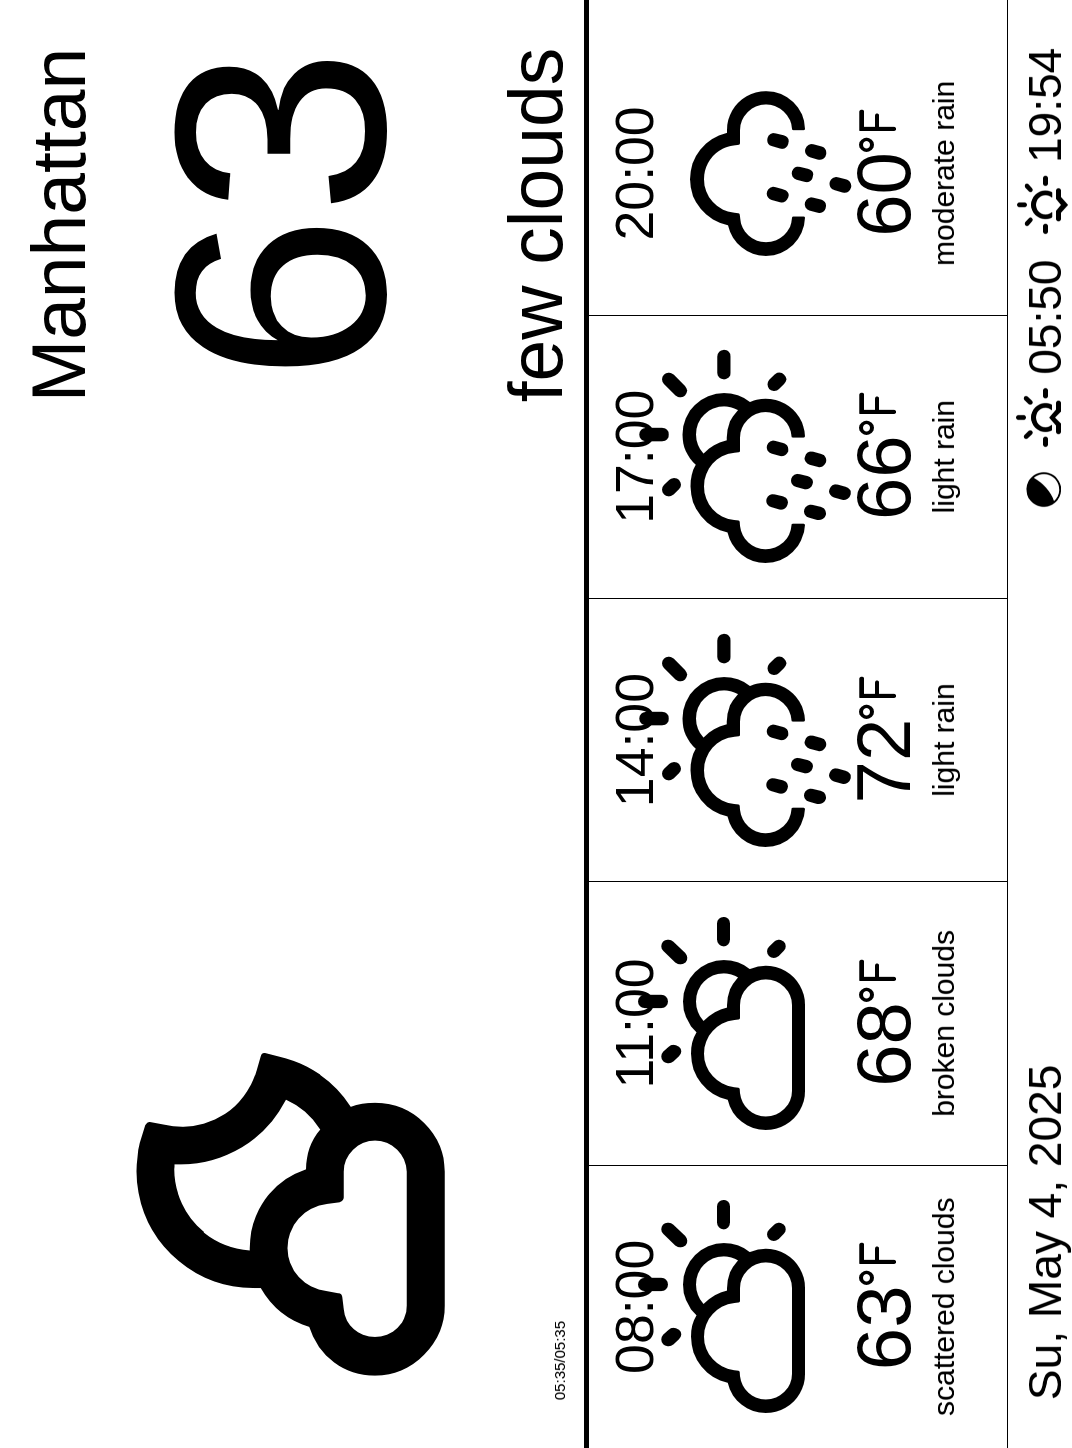 Manhattan
63
few clouds
05:35/05:35
08:00
63°F
scattered clouds
11:00
68°F
broken clouds
14:00
72°F
light rain
17:00
66°F
light rain
20:00
60°F
moderate rain
Su, May 4, 2025
05:50 19:54